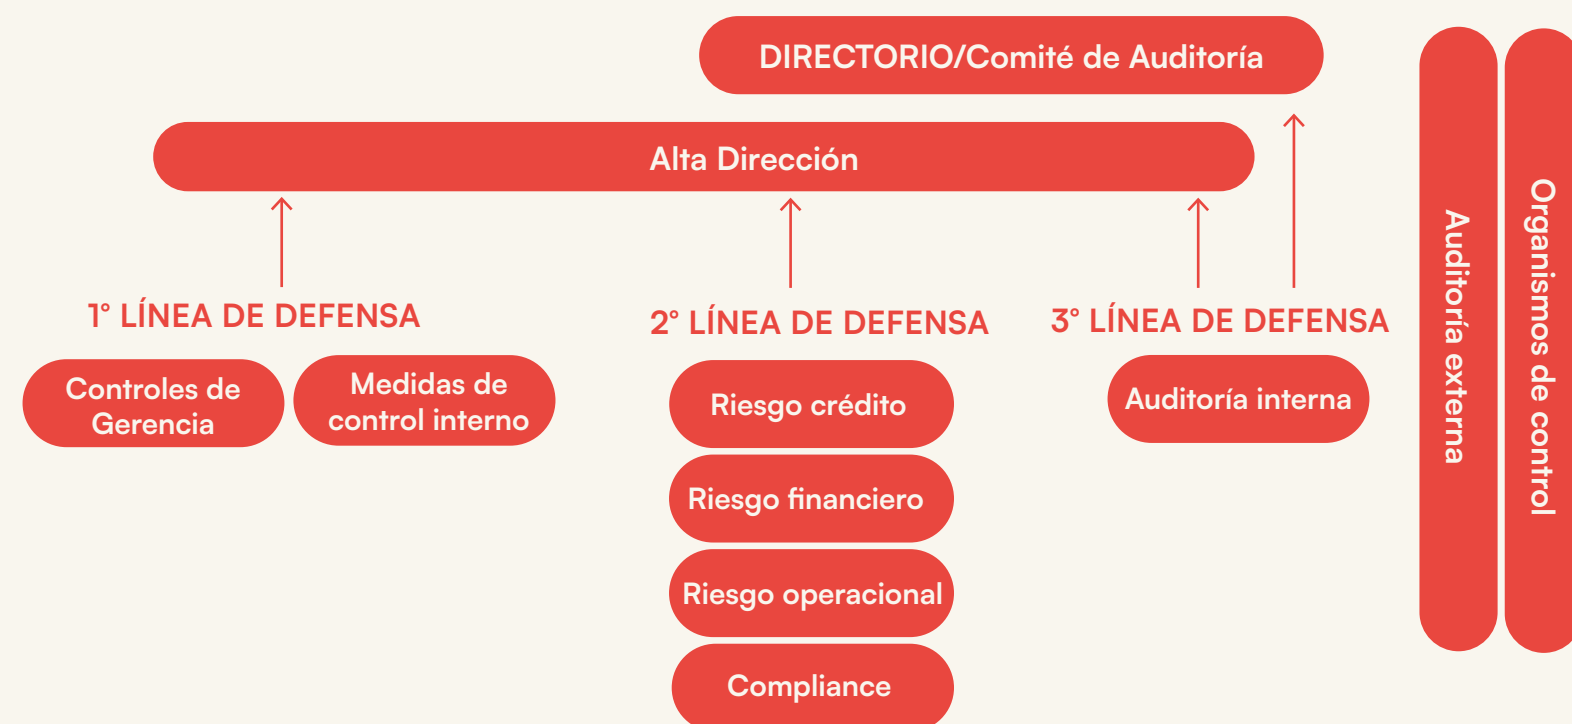 DIRECTORIO/Comité de Auditoría
Alta Dirección
1° LÍNEA DE DEFENSA
Controles de
Gerencia
Medidas de
control interno
2° LÍNEA DE DEFENSA
Riesgo crédito
Riesgo financiero
Riesgo operacional
Compliance
3° LÍNEA DE DEFENSA
Auditoría interna
Auditoría externa
Organismos de control